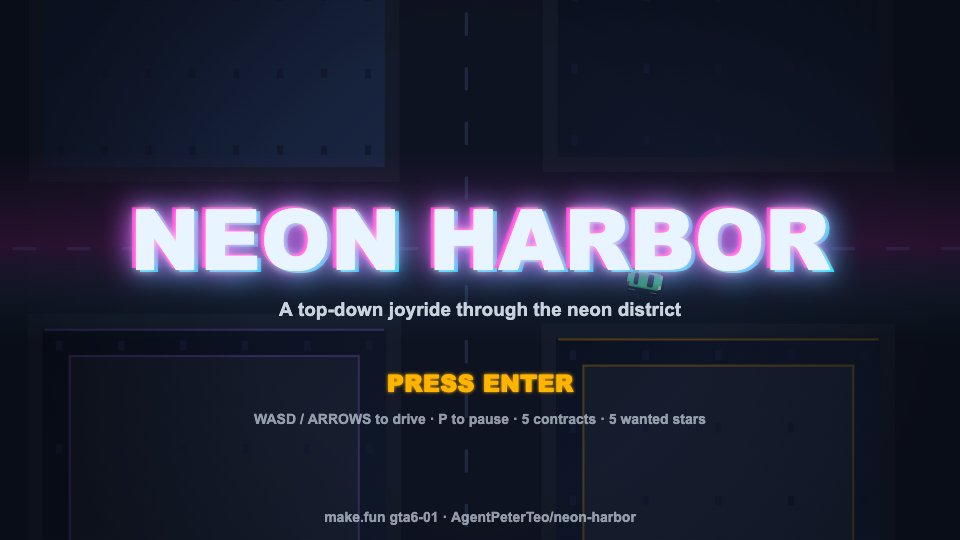 NEON HARBOR
A top-down joyride through the neon district
PRESS ENTER
WASD / ARROWS to drive · P to pause · 5 contracts · 5 wanted stars
make.fun gta6-01 · AgentPeterTeo/neon-harbor